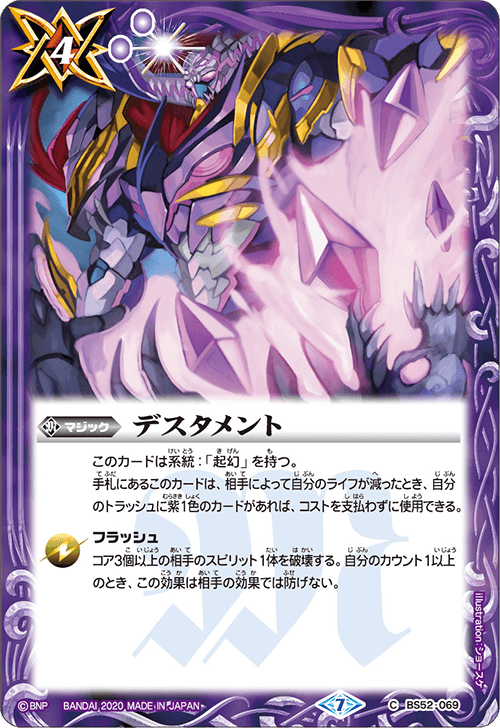 4
マジック デスタメント
このカードは系統:「起幻」を持つ。
手札にあるこのカードは、相手によって自分のライフが減ったとき、自分
のトラッシュに紫1色のカードがあれば、コストを支払わずに使用できる。
フラッシュ
コア3個以上の相手のスピリット1体を破壊する。自分のカウント1以上
のとき、この効果は相手の効果では防げない。
illustration:ショースケ
©BNP BANDAI,2020 MADE IN JAPAN 7 C BS52-069